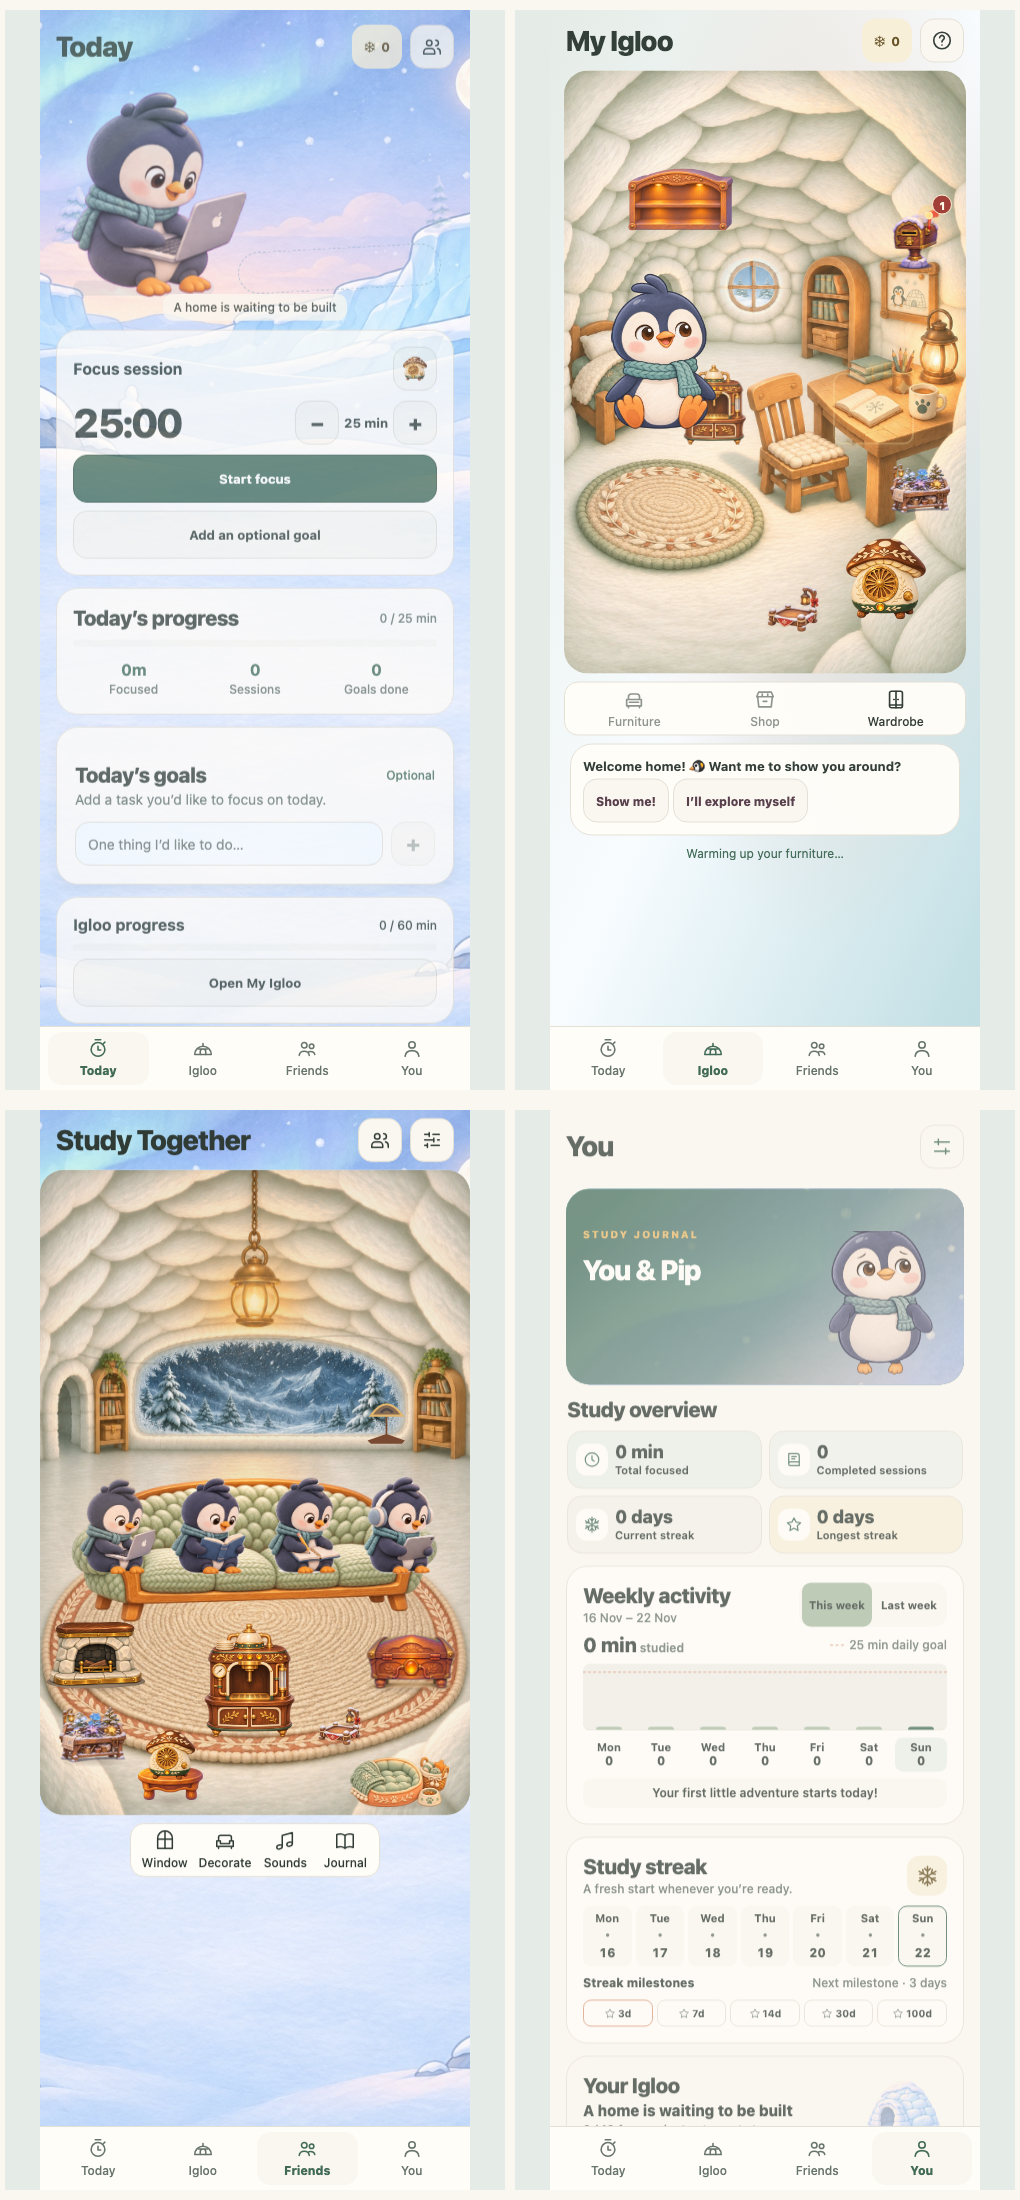 Today
0
A home is waiting to be built
Focus session
25:00
25 min
Start focus
Add an optional goal
Today's progress
0 / 25 min
0m
0
0
Focused
Sessions
Goals done
Today's goals
Optional
Add a task you'd like to focus on today.
One thing I'd like to do...
Igloo progress
0 / 60 min
Open My Igloo
Today
Igloo
Friends
You
My Igloo
0
1
Furniture
Shop
Wardrobe
Welcome home! 🐧 Want me to show you around?
Show me!
I'll explore myself
Warming up your furniture...
Today
Igloo
Friends
You
Study Together
Window
Decorate
Sounds
Journal
Today
Igloo
Friends
You
You
STUDY JOURNAL
You & Pip
Study overview
0 min
Total focused
0
Completed sessions
0 days
Current streak
0 days
Longest streak
Weekly activity
This week
Last week
16 Nov – 22 Nov
0 min studied
25 min daily goal
Mon Tue Wed Thu Fri Sat Sun
0 0 0 0 0 0 0
Your first little adventure starts today!
Study streak
A fresh start whenever you're ready.
Mon Tue Wed Thu Fri Sat Sun
16 17 18 19 20 21 22
Streak milestones
Next milestone · 3 days
3d
7d
14d
30d
100d
Your Igloo
A home is waiting to be built
Today
Igloo
Friends
You